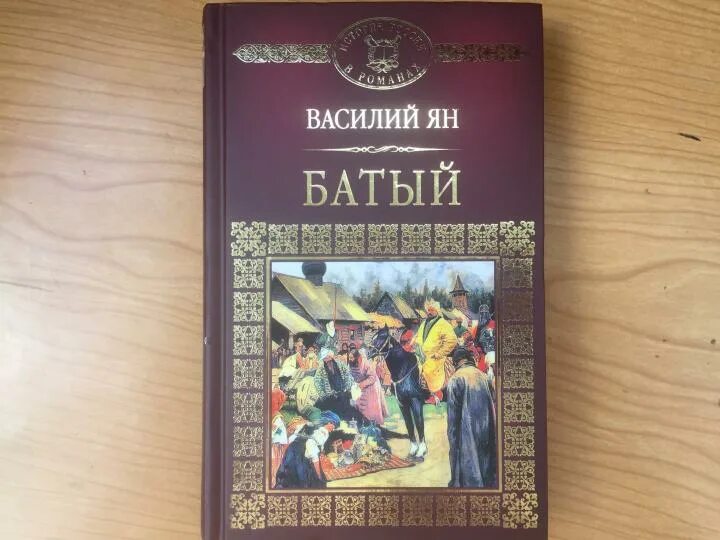 ИСТОРИЯ РОССИИ
В РОМАНАХ
ВАСИЛИЙ ЯН
БАТЫЙ